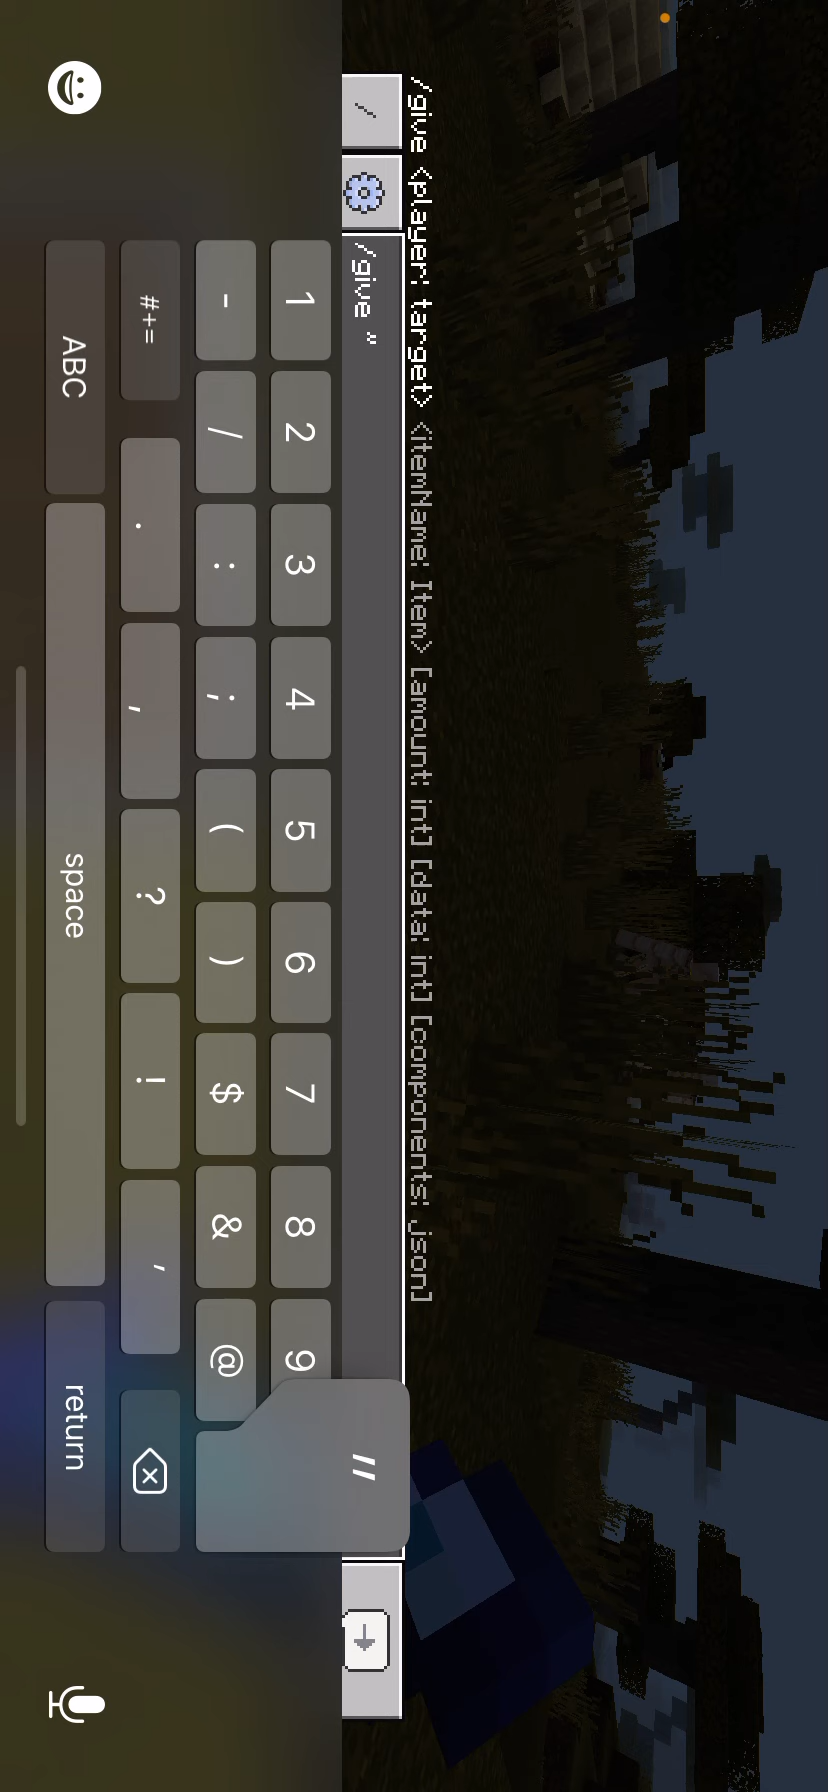 /give <player: target> <itemName: Item> [amount: int] [data: int] [components: json]
/
/give "
1 2 3 4 5 6 7 8 9
- / : ; ( ) $ & @ "
#+= . , ? ! '
ABC space return